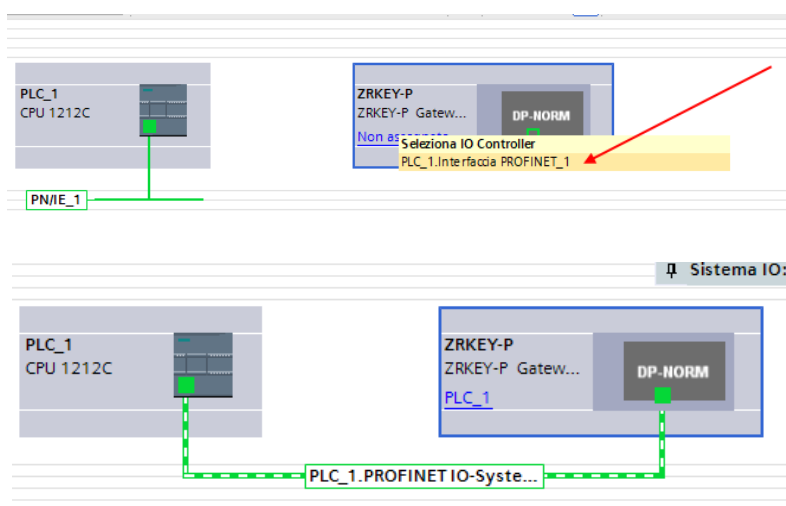 PLC_1
CPU 1212C
ZRKEY-P
ZRKEY-P Gatew...
DP-NORM
Non
Seleziona IO Controller
PLC_1.Interfaccia PROFINET_1
PN/IE_1
Sistema IO:
PLC_1
CPU 1212C
ZRKEY-P
ZRKEY-P Gatew...
DP-NORM
PLC_1
PLC_1.PROFINET IO-Syste...